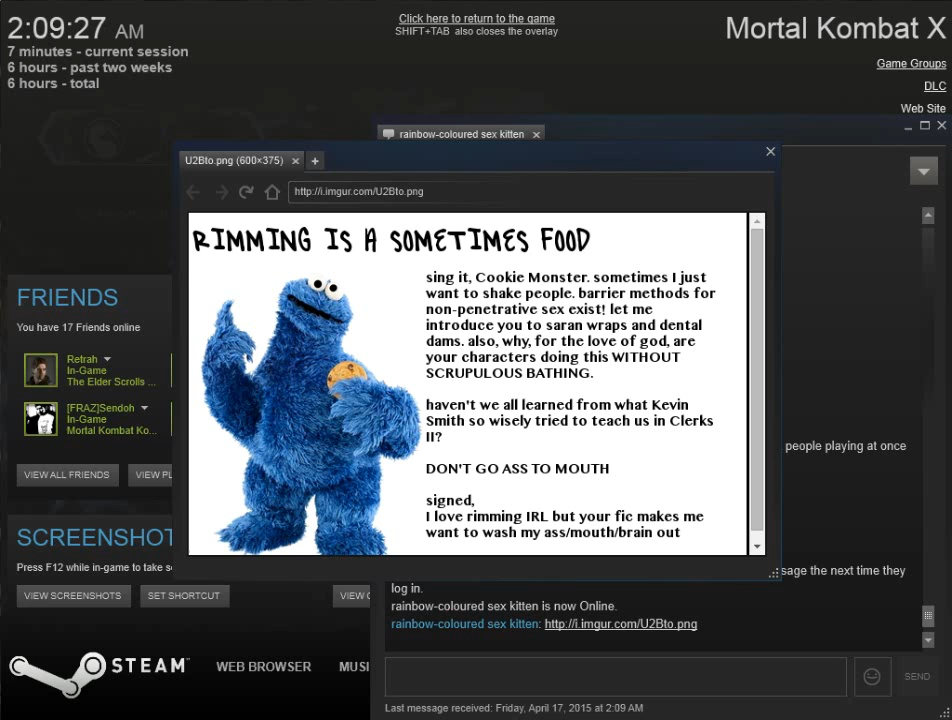 2:09:27 AM
7 minutes - current session
6 hours - past two weeks
6 hours - total
Click here to return to the game
SHIFT+TAB also closes the overlay
Mortal Kombat X
Game Groups
DLC
Web Site
rainbow-coloured sex kitten
U2Bto.png (600×375)
http://i.imgur.com/U2Bto.png
RIMMING IS A SOMETIMES FOOD
sing it, Cookie Monster. sometimes I just
want to shake people. barrier methods for
non-penetrative sex exist! let me
introduce you to saran wraps and dental
dams. also, why, for the love of god, are
your characters doing this WITHOUT
SCRUPULOUS BATHING.
haven't we all learned from what Kevin
Smith so wisely tried to teach us in Clerks
II?
DON'T GO ASS TO MOUTH
signed,
I love rimming IRL but your fic makes me
want to wash my ass/mouth/brain out
FRIENDS
You have 17 Friends online
Retrah
In-Game
The Elder Scrolls ...
[FRAZ]Sendoh
In-Game
Mortal Kombat Ko...
VIEW ALL FRIENDS
VIEW PL
SCREENSHOT
Press F12 while in-game to take s
VIEW SCREENSHOTS
SET SHORTCUT
VIEW C
STEAM
WEB BROWSER
MUSI
people playing at once
sage the next time they
log in.
rainbow-coloured sex kitten is now Online.
rainbow-coloured sex kitten: http://i.imgur.com/U2Bto.png
SEND
Last message received: Friday, April 17, 2015 at 2:09 AM